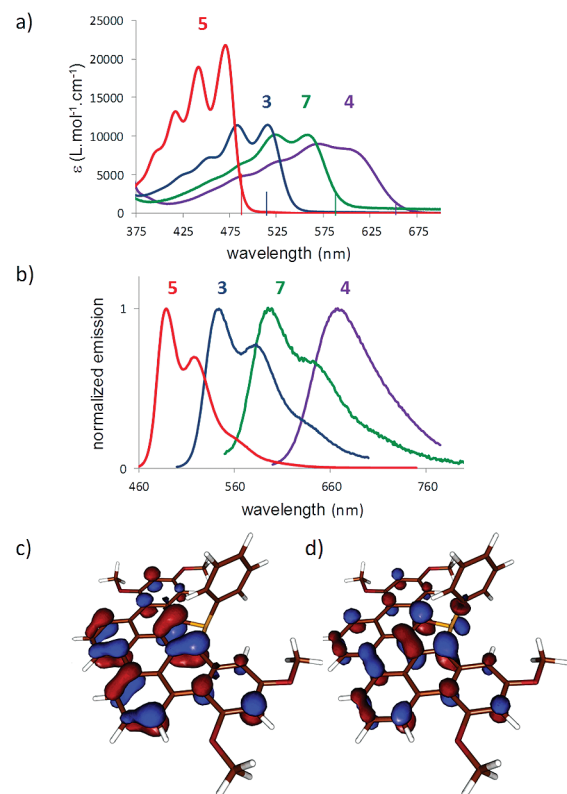 a)
5
3 7 4
ε (L.mol-1.cm-1)
25000
20000
15000
10000
5000
0
375 425 475 525 575 625 675
wavelength (nm)
b)
5 3 7 4
normalized emission
1
0
460 560 660 760
wavelength (nm)
c) d)